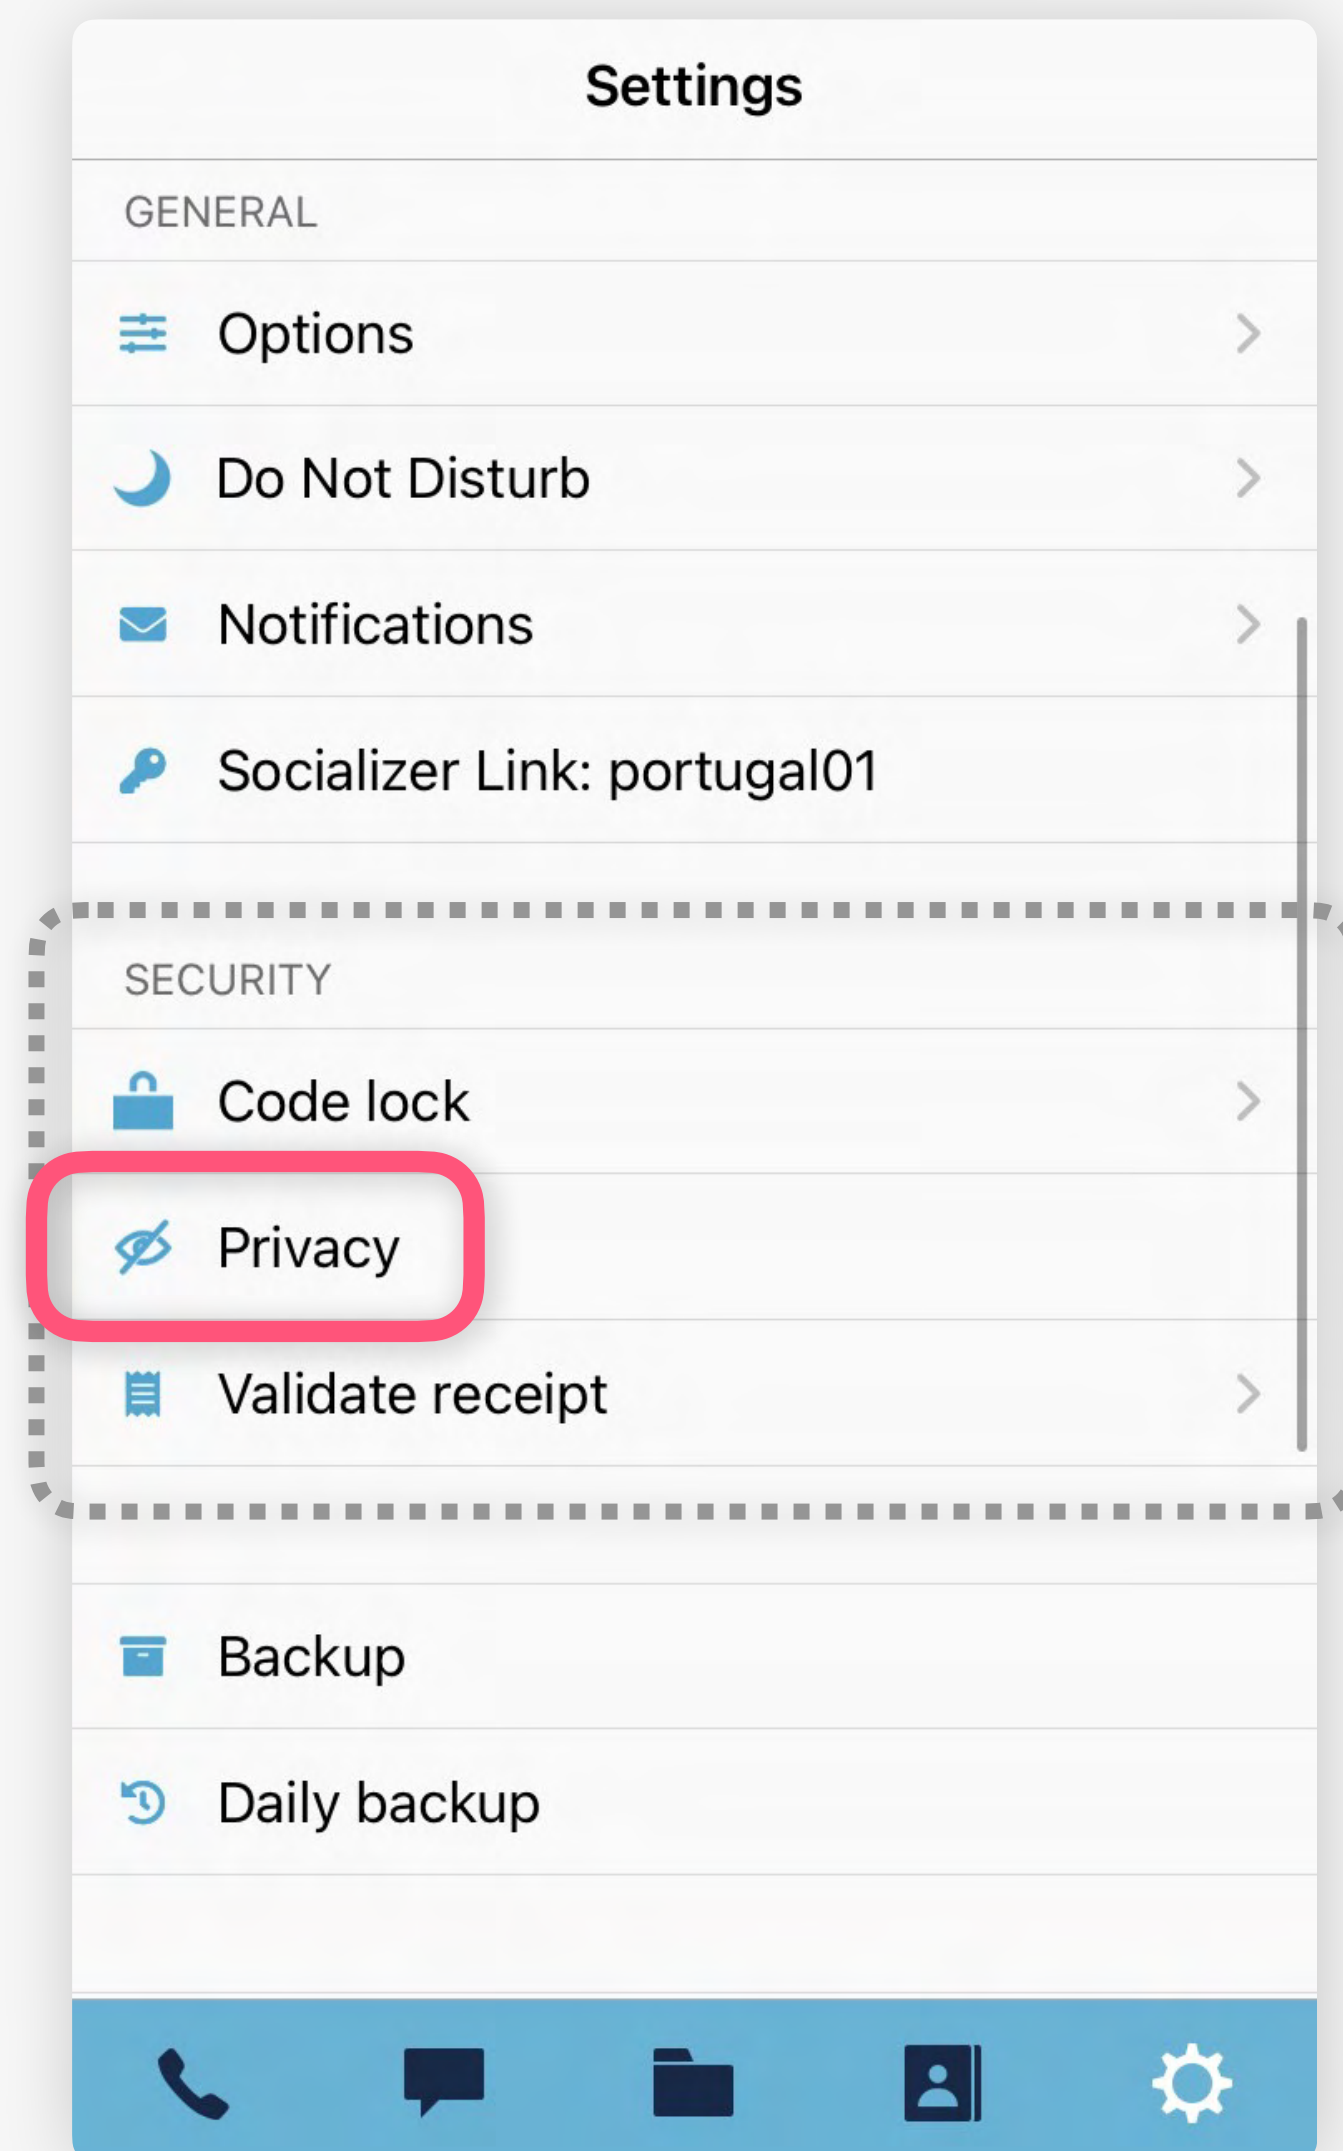 Settings
GENERAL
Options
Do Not Disturb
Notifications
Socializer Link: portugal01
SECURITY
Code lock
Privacy
Validate receipt
Backup
Daily backup